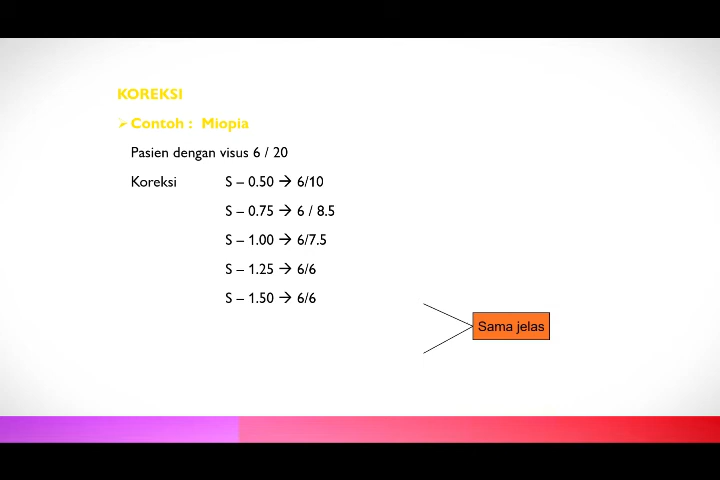 KOREKSI
➢ Contoh : Miopia
Pasien dengan visus 6 / 20
Koreksi S – 0.50 → 6/10
S – 0.75 → 6 / 8.5
S – 1.00 → 6/7.5
S – 1.25 → 6/6
S – 1.50 → 6/6
Sama jelas